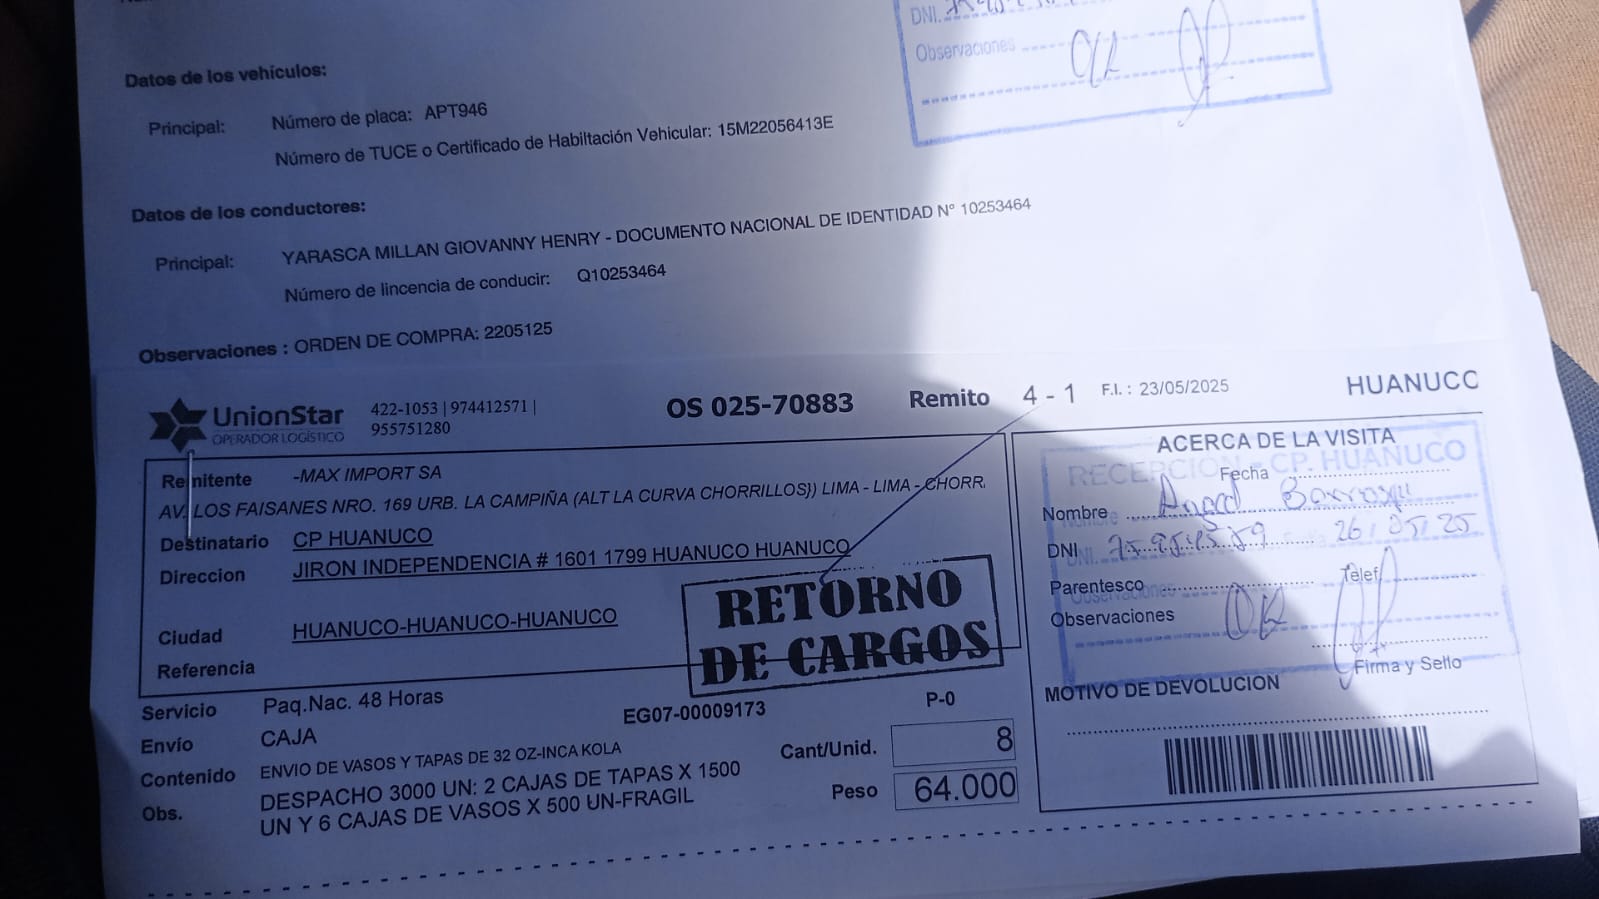 DNI.
Observaciones OK
Datos de los vehículos:
Principal: Número de placa: APT946
Número de TUCE o Certificado de Habiltación Vehicular: 15M22056413E
Datos de los conductores:
Principal: YARASCA MILLAN GIOVANNY HENRY - DOCUMENTO NACIONAL DE IDENTIDAD N° 10253464
Número de lincencia de conducir: Q10253464
Observaciones : ORDEN DE COMPRA: 2205125
UnionStar
OPERADOR LOGÍSTICO
422-1053 | 974412571 |
955751280
OS 025-70883 Remito 4 - 1 F.I. : 23/05/2025 HUANUCO
Remitente -MAX IMPORT SA
AV. LOS FAISANES NRO. 169 URB. LA CAMPIÑA (ALT LA CURVA CHORRILLOS}) LIMA - LIMA - CHORR.
Destinatario CP HUANUCO
Direccion JIRON INDEPENDENCIA # 1601 1799 HUANUCO HUANUCO
Ciudad HUANUCO-HUANUCO-HUANUCO
Referencia
RETORNO
DE CARGOS
Servicio Paq.Nac. 48 Horas
EG07-00009173 P-0
Envío CAJA
Contenido ENVIO DE VASOS Y TAPAS DE 32 OZ-INCA KOLA
Cant/Unid. 8
Obs. DESPACHO 3000 UN: 2 CAJAS DE TAPAS X 1500
UN Y 6 CAJAS DE VASOS X 500 UN-FRAGIL
Peso 64.000
ACERCA DE LA VISITA
RECEPCION - CP. HUANUCO
Fecha
Nombre
DNI 26/05/25
Parentesco Telef
Observaciones OK
Firma y Sello
MOTIVO DE DEVOLUCION